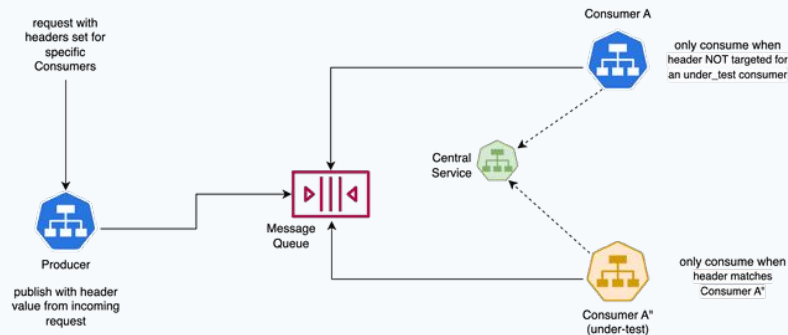 request with
headers set for
specific
Consumers
Producer
publish with header
value from incoming
request
Message
Queue
Central
Service
Consumer A
only consume when
header NOT targeted for
an under_test consumer
Consumer A"
(under-test)
only consume when
header matches
Consumer A"